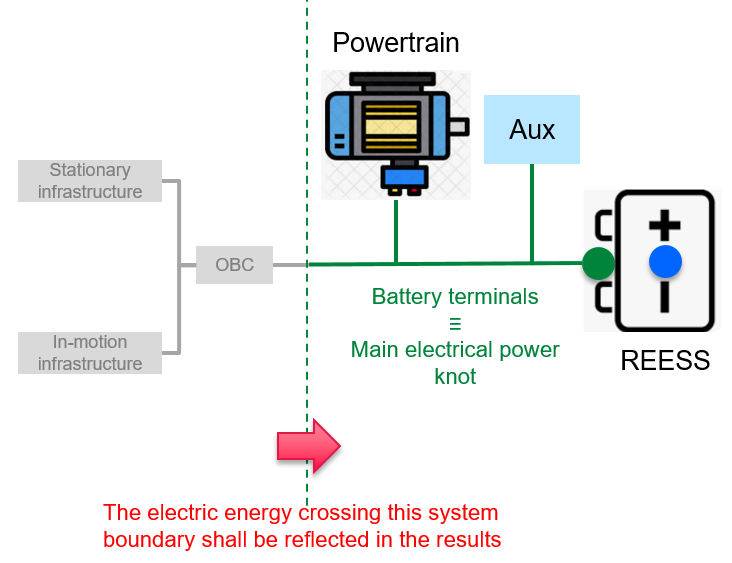 Powertrain
Aux
Stationary
infrastructure
OBC
In-motion
infrastructure
Battery terminals
≡
Main electrical power
knot
REESS
The electric energy crossing this system
boundary shall be reflected in the results